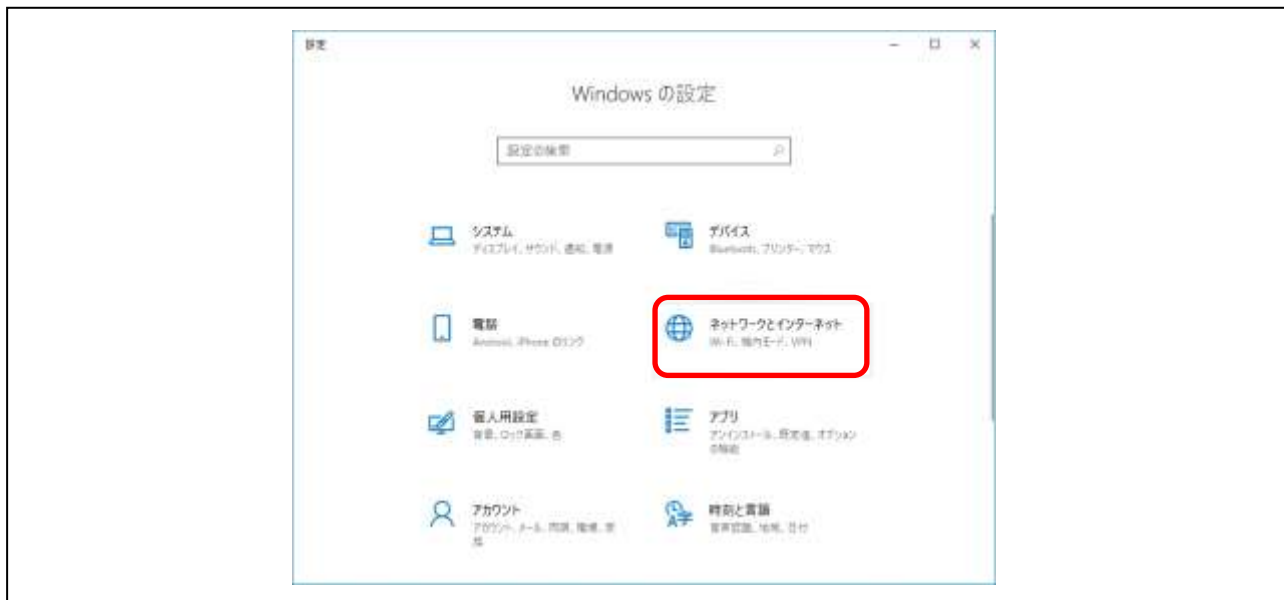 設定
Windows の設定
設定の検索
システム
ディスプレイ、サウンド、通知、電源
デバイス
Bluetooth、プリンター、マウス
電話
Android、iPhone のリンク
ネットワークとインターネット
Wi-Fi、機内モード、VPN
個人用設定
背景、ロック画面、色
アプリ
アンインストール、既定値、オプション
の機能
アカウント
アカウント、メール、同期、職場、家
族
時刻と言語
音声認識、地域、日付